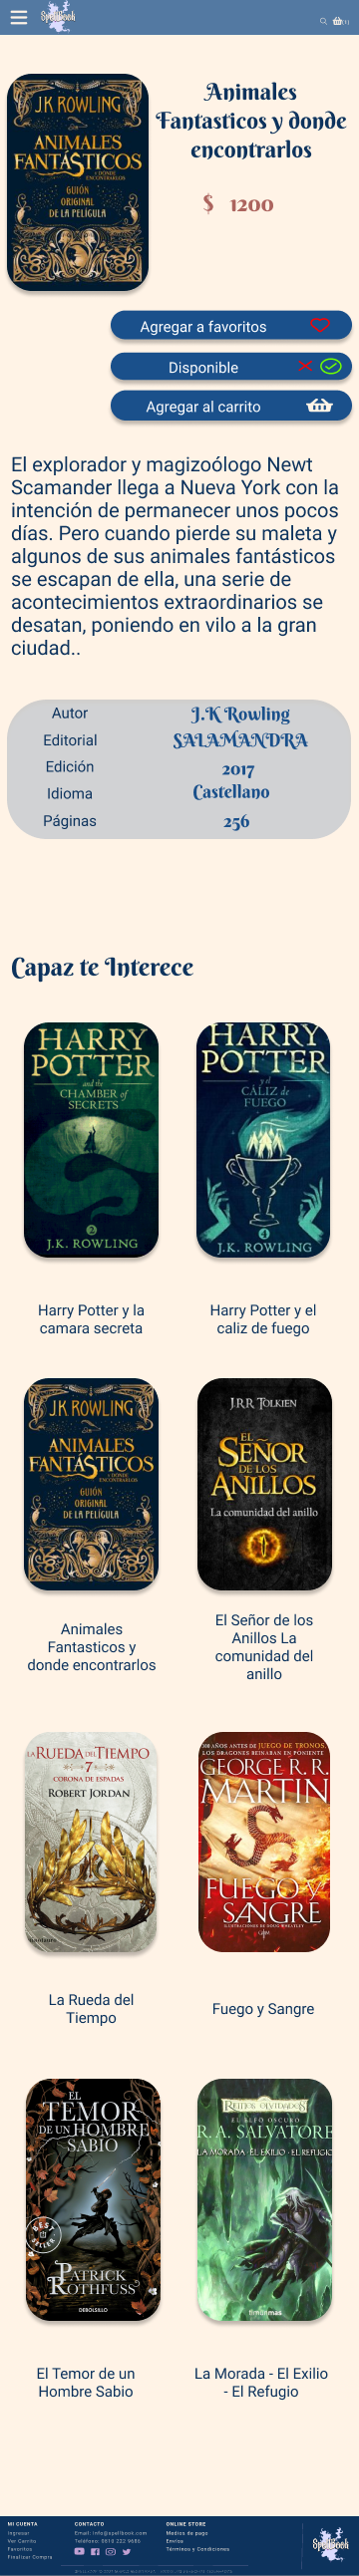 SpellBook
(1)
J.K ROWLING
ANIMALES
FANTÁSTICOS
Y DÓNDE
ENCONTRARLOS
GUIÓN
ORIGINAL
DE LA PELÍCULA
Animales
Fantasticos y donde
encontrarlos
$ 1200
Agregar a favoritos
Disponible
Agregar al carrito
El explorador y magizoólogo Newt
Scamander llega a Nueva York con la
intención de permanecer unos pocos
días. Pero cuando pierde su maleta y
algunos de sus animales fantásticos
se escapan de ella, una serie de
acontecimientos extraordinarios se
desatan, poniendo en vilo a la gran
ciudad..
Autor J.K Rowling
Editorial SALAMANDRA
Edición 2017
Idioma Castellano
Páginas 256
Capaz te Interece
HARRY
POTTER
and the
CHAMBER of
SECRETS
2
J.K. ROWLING
HARRY
POTTER
y el
CÁLIZ de
FUEGO
4
J.K. ROWLING
Harry Potter y la
camara secreta
Harry Potter y el
caliz de fuego
J.K ROWLING
ANIMALES
FANTÁSTICOS
Y DÓNDE
ENCONTRARLOS
GUIÓN
ORIGINAL
DE LA PELÍCULA
J.R.R. TOLKIEN
EL
SEÑOR
DE LOS
ANILLOS
La comunidad del anillo
Animales
Fantasticos y
donde encontrarlos
El Señor de los
Anillos La
comunidad del
anillo
LA RUEDA DEL TIEMPO
7
CORONA DE ESPADAS
ROBERT JORDAN
AÑOS ANTES DE JUEGO DE TRONOS,
LOS DRAGONES REINABAN EN PONIENTE
GEORGE R. R.
MARTIN
FUEGO Y
SANGRE
ILUSTRACIONES DE DOUG WHEATLEY
La Rueda del
Tiempo
Fuego y Sangre
EL
TEMOR
DE UN HOMBRE
SABIO
BEST
SELLER
PATRICK
ROTHFUSS
DEBOLSILLO
REINOS OLVIDADOS
EL ELFO OSCURO
R.A. SALVATORE
LA MORADA · EL EXILIO · EL REFUGIO
timunmas
El Temor de un
Hombre Sabio
La Morada - El Exilio
- El Refugio
MI CUENTA
Ingresar
Ver Carrito
Favoritos
Finalizar Compra
CONTACTO
Email: info@spellbook.com
ONLINE STORE
Medios de pago
Envios
Términos y Condiciones
SpellBook